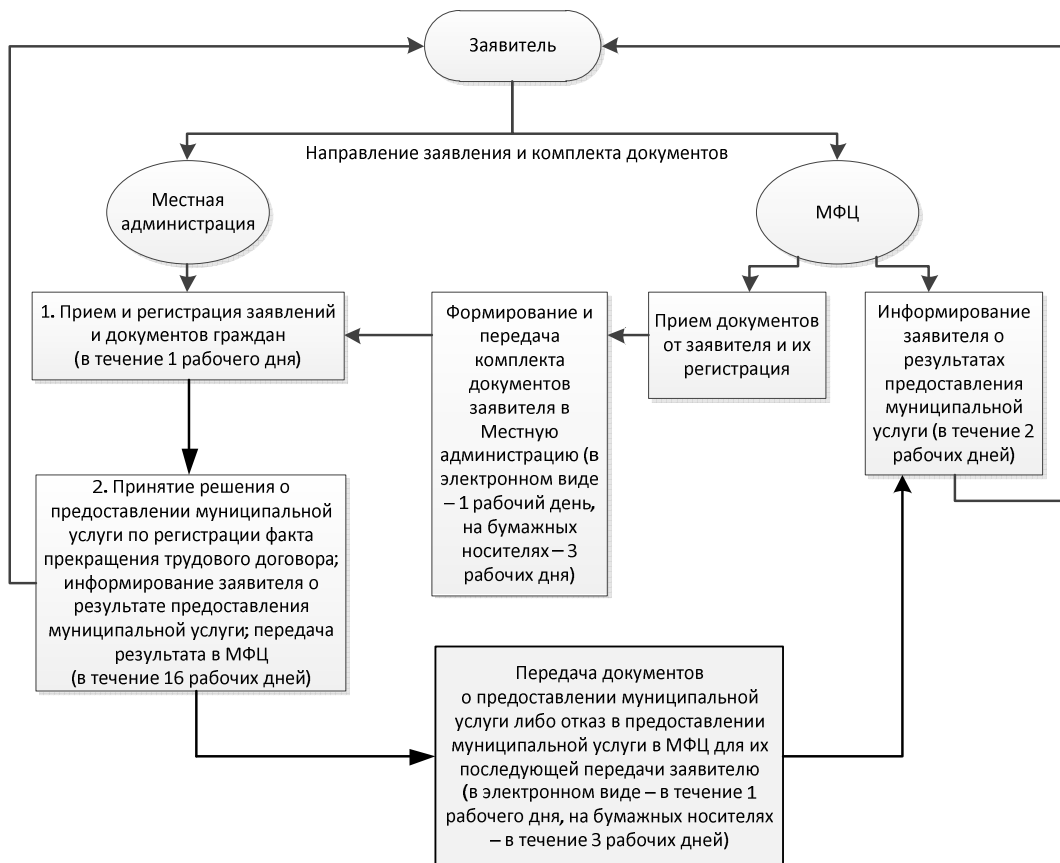 Заявитель
Направление заявления и комплекта документов
Местная
администрация
МФЦ
1. Прием и регистрация заявлений
и документов граждан
(в течение 1 рабочего дня)
Формирование и
передача
комплекта
документов
заявителя в
Местную
администрацию (в
электронном виде
– 1 рабочий день,
на бумажных
носителях – 3
рабочих дня)
Прием документов
от заявителя и их
регистрация
Информирование
заявителя о
результатах
предоставления
муниципальной
услуги (в течение 2
рабочих дней)
2. Принятие решения о
предоставлении муниципальной
услуги по регистрации факта
прекращения трудового договора;
информирование заявителя о
результате предоставления
муниципальной услуги; передача
результата в МФЦ
(в течение 16 рабочих дней)
Передача документов
о предоставлении муниципальной
услуги либо отказ в предоставлении
муниципальной услуги в МФЦ для их
последующей передачи заявителю
(в электронном виде – в течение 1
рабочего дня, на бумажных носителях
– в течение 3 рабочих дней)